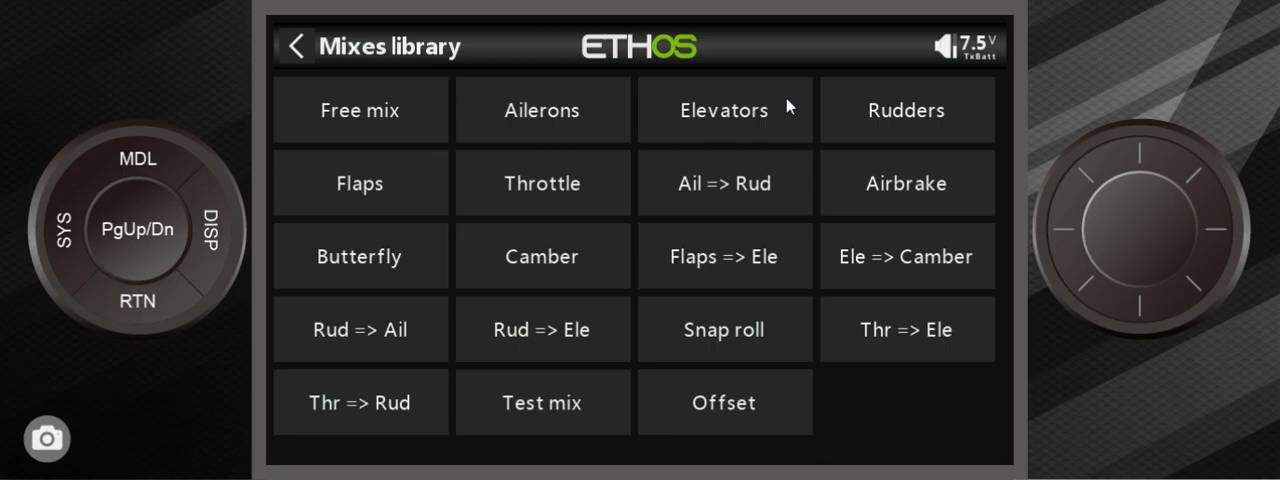 Mixes library
ETHOS
7.5V
TxBatt
Free mix
Ailerons
Elevators
Rudders
Flaps
Throttle
Ail => Rud
Airbrake
Butterfly
Camber
Flaps => Ele
Ele => Camber
Rud => Ail
Rud => Ele
Snap roll
Thr => Ele
Thr => Rud
Test mix
Offset
MDL
SYS
PgUp/Dn
DISP
RTN